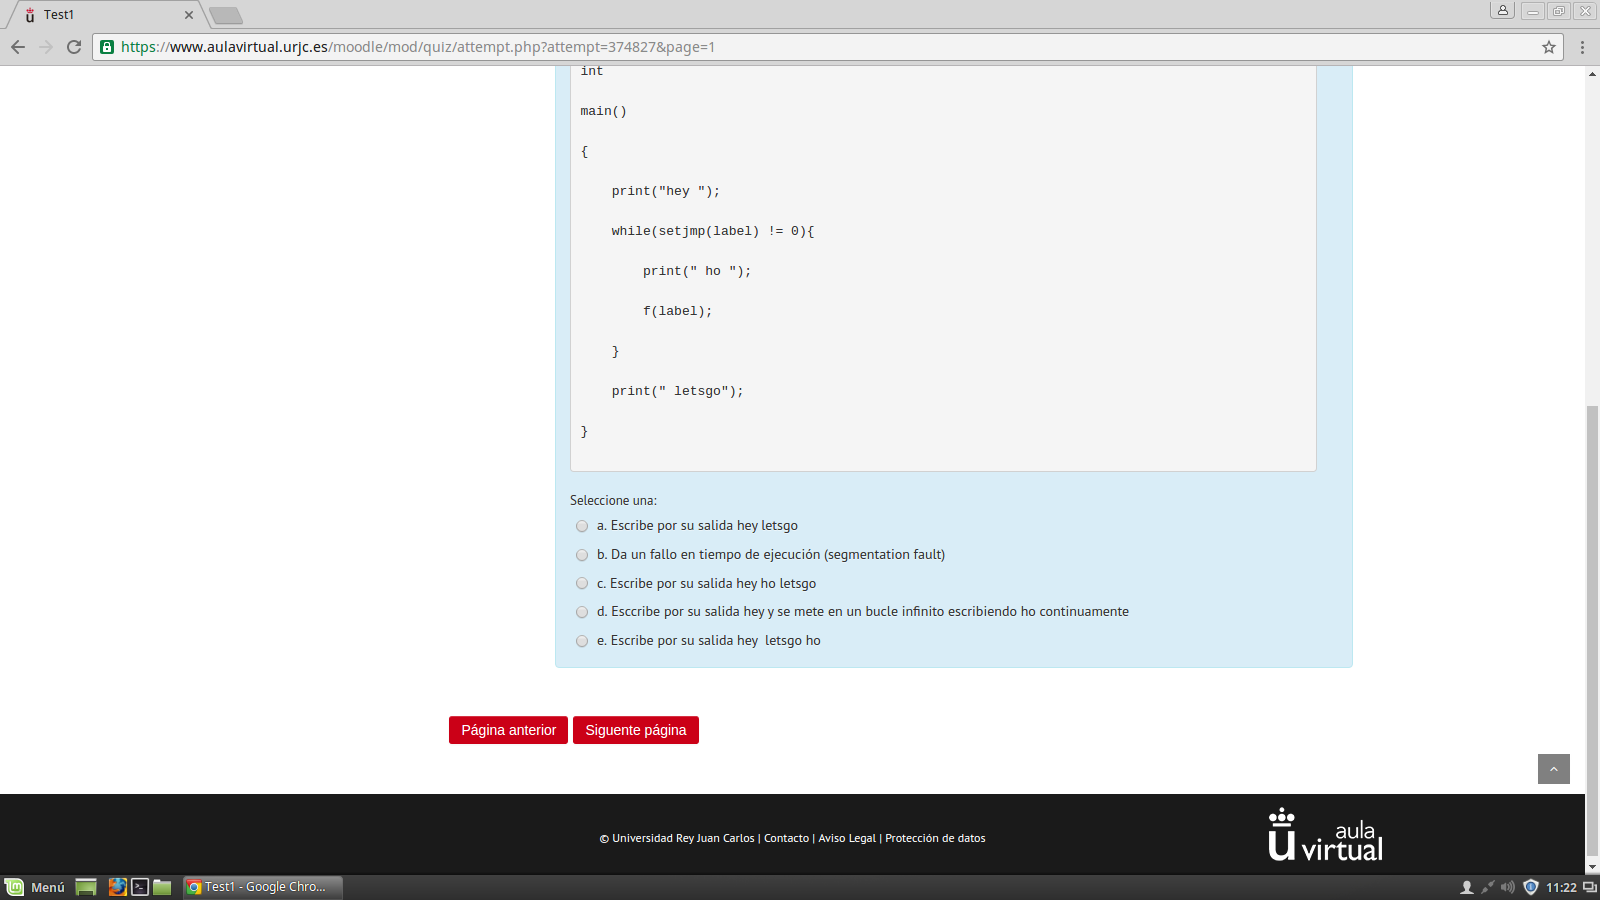 Test1
https://www.aulavirtual.urjc.es/moodle/mod/quiz/attempt.php?attempt=374827&page=1
int
main()
{
print("hey ");
while(setjmp(label) != 0){
print(" ho ");
f(label);
}
print(" letsgo");
}
Seleccione una:
a. Escribe por su salida hey letsgo
b. Da un fallo en tiempo de ejecución (segmentation fault)
c. Escribe por su salida hey ho letsgo
d. Esccribe por su salida hey y se mete en un bucle infinito escribiendo ho continuamente
e. Escribe por su salida hey  letsgo ho
Página anterior Siguente página
© Universidad Rey Juan Carlos | Contacto | Aviso Legal | Protección de datos
aula
virtual
Menú Test1 - Google Chro... 11:22